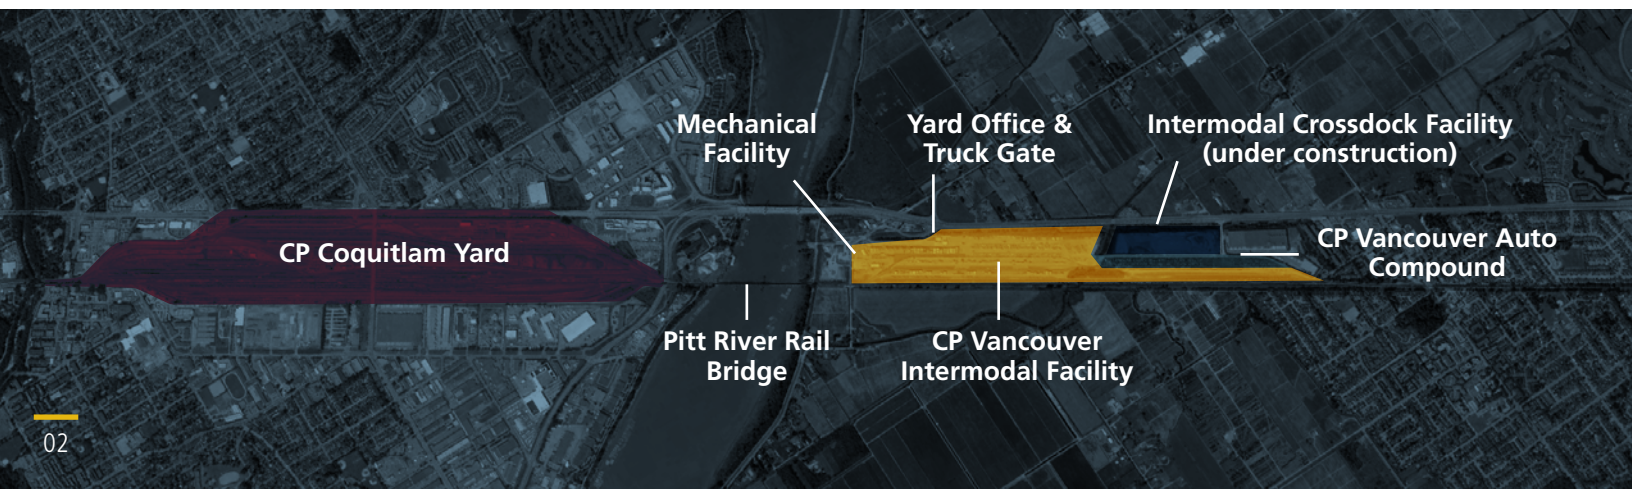 Mechanical
Facility
Yard Office &
Truck Gate
Intermodal Crossdock Facility
(under construction)
CP Coquitlam Yard
CP Vancouver Auto
Compound
Pitt River Rail
Bridge
CP Vancouver
Intermodal Facility
02